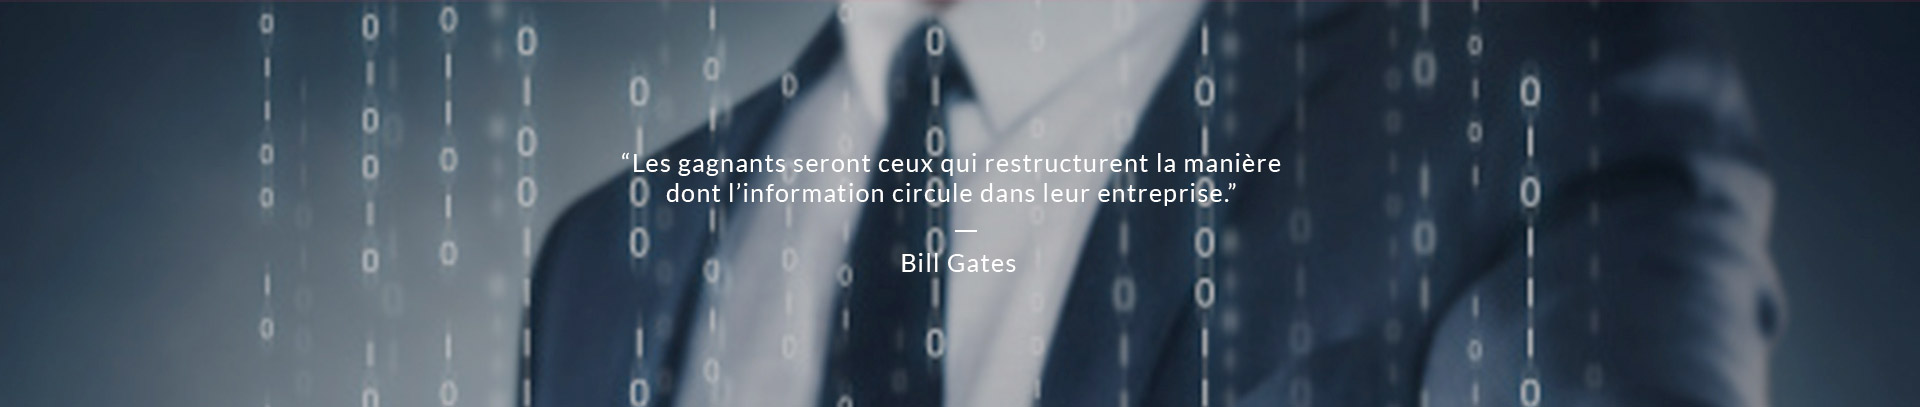 “Les gagnants seront ceux qui restructurent la manière
dont l’information circule dans leur entreprise.”
—
Bill Gates